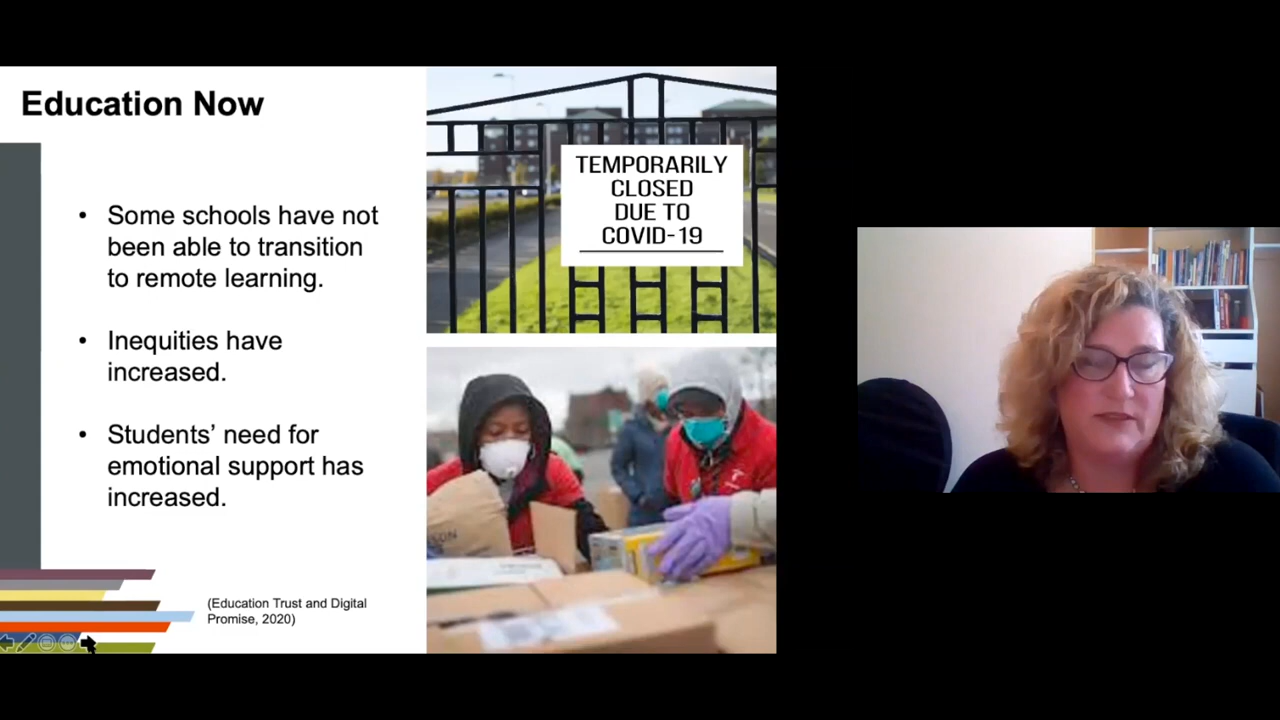 Education Now
• Some schools have not
been able to transition
to remote learning.
• Inequities have
increased.
• Students’ need for
emotional support has
increased.
(Education Trust and Digital
Promise, 2020)
TEMPORARILY
CLOSED
DUE TO
COVID-19